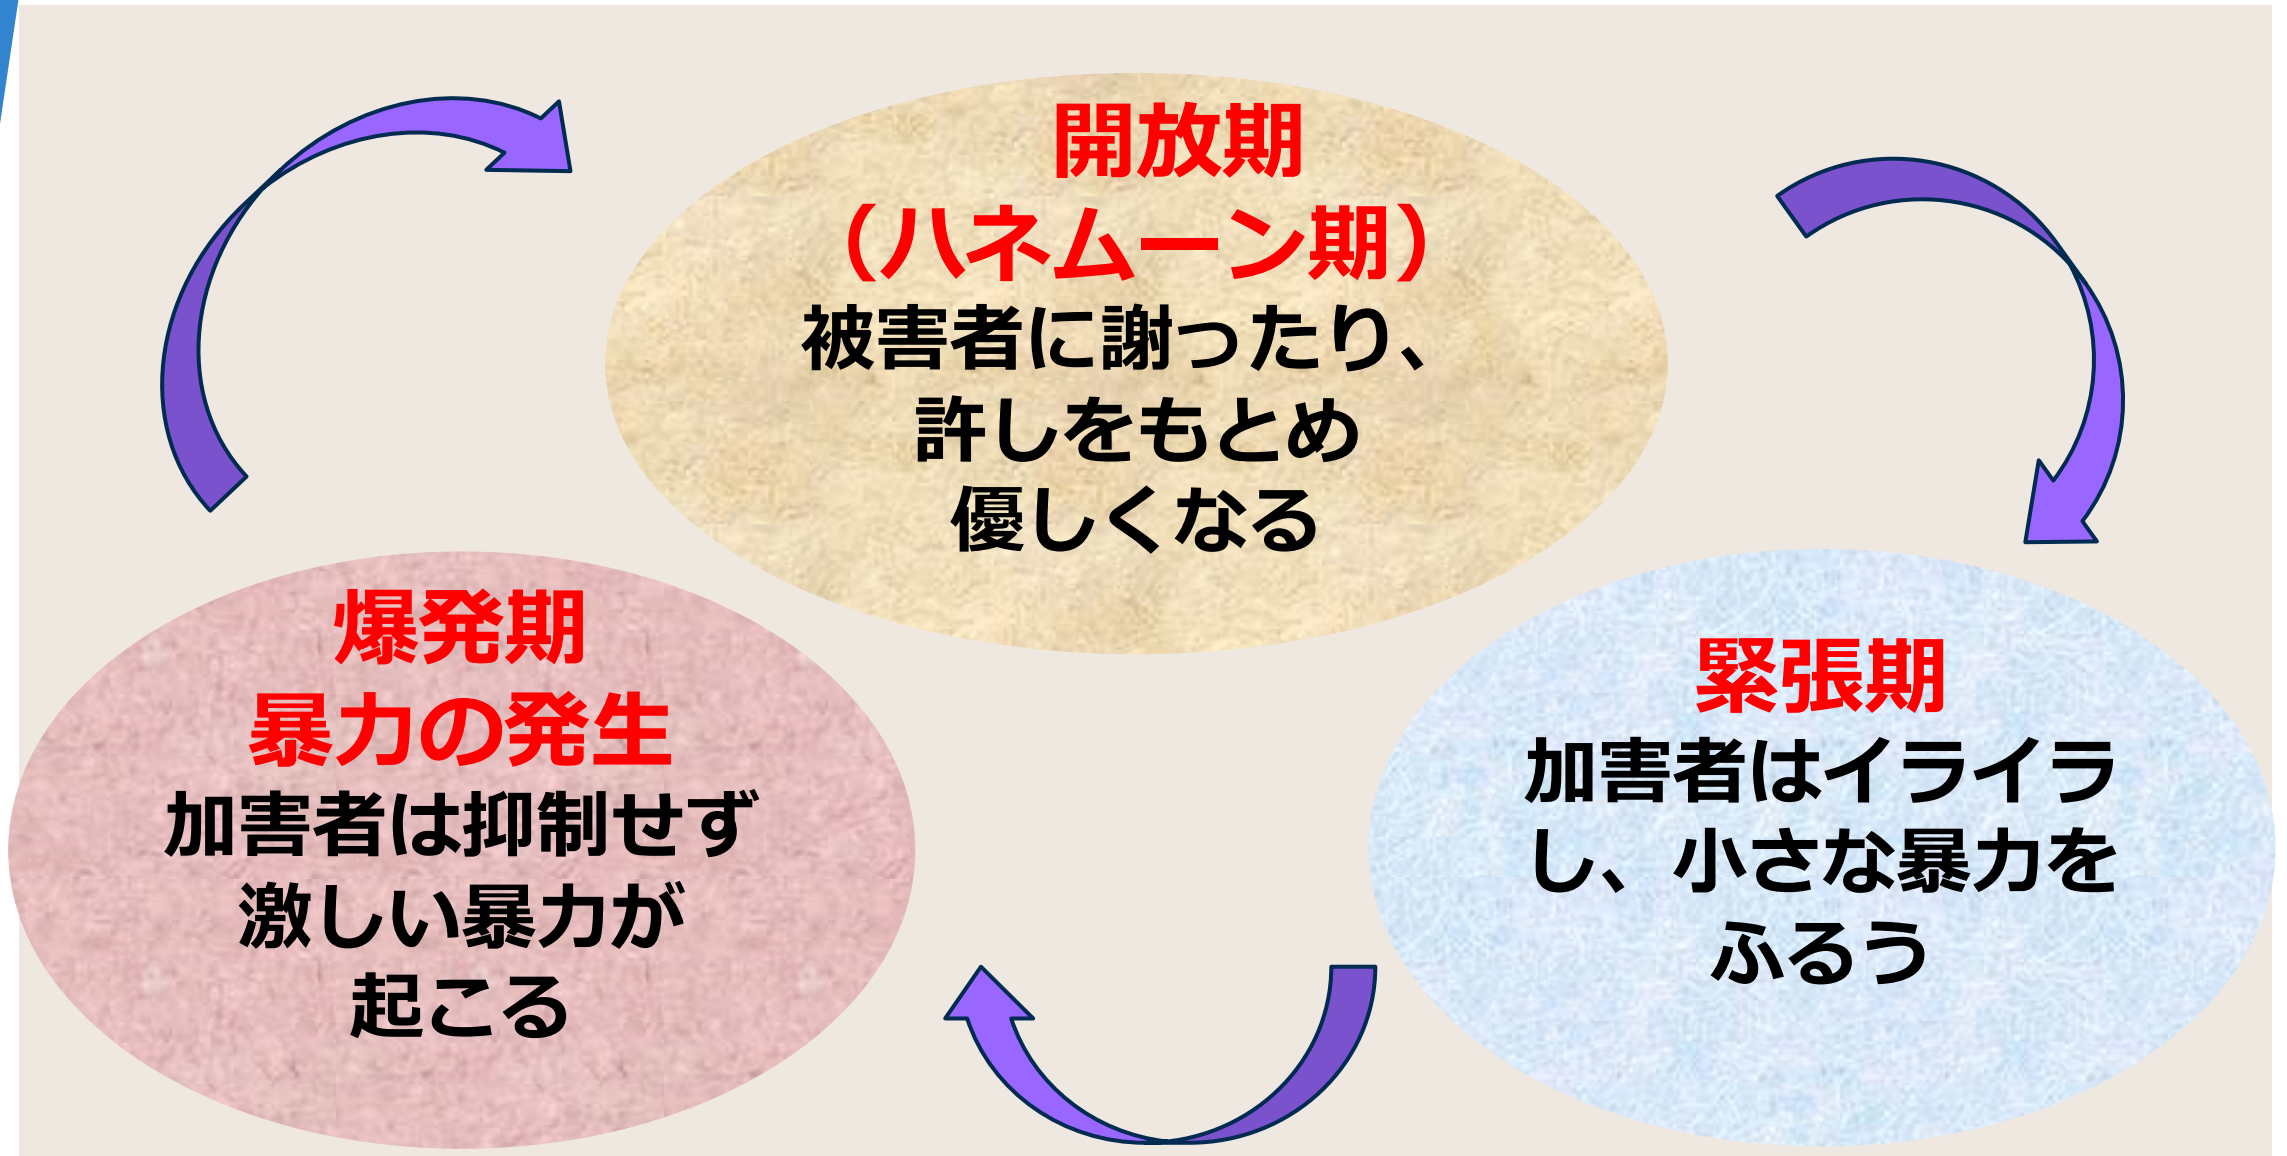 開放期
（ハネムーン期）
被害者に謝ったり、
許しをもとめ
優しくなる
爆発期
暴力の発生
加害者は抑制せず
激しい暴力が
起こる
緊張期
加害者はイライラ
し、小さな暴力を
ふるう